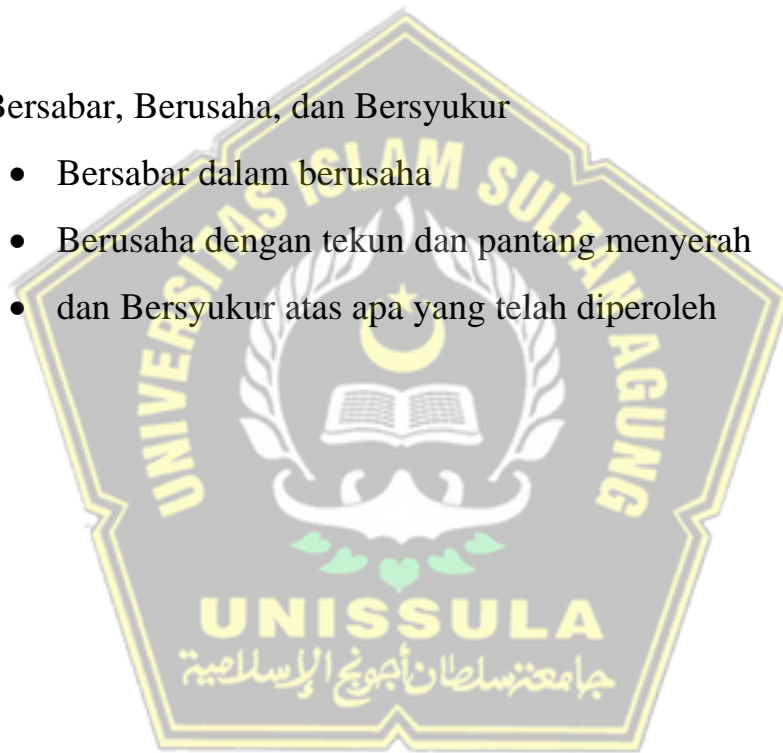 Bersabar, Berusaha, dan Bersyukur
• Bersabar dalam berusaha
• Berusaha dengan tekun dan pantang menyerah
• dan Bersyukur atas apa yang telah diperoleh
UNIVERSITAS ISLAM SULTAN AGUNG
UNISSULA
جامعة سلطان أجونج الإسلامية